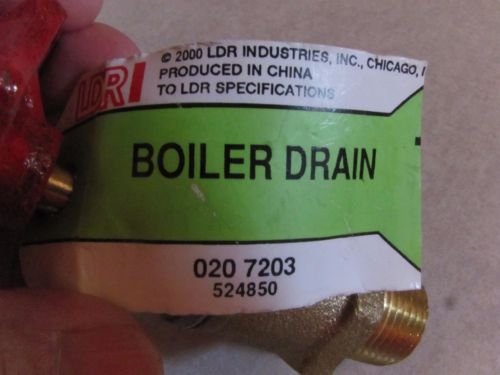 LDR
© 2000 LDR INDUSTRIES, INC., CHICAGO,
PRODUCED IN CHINA
TO LDR SPECIFICATIONS
BOILER DRAIN
020 7203
524850